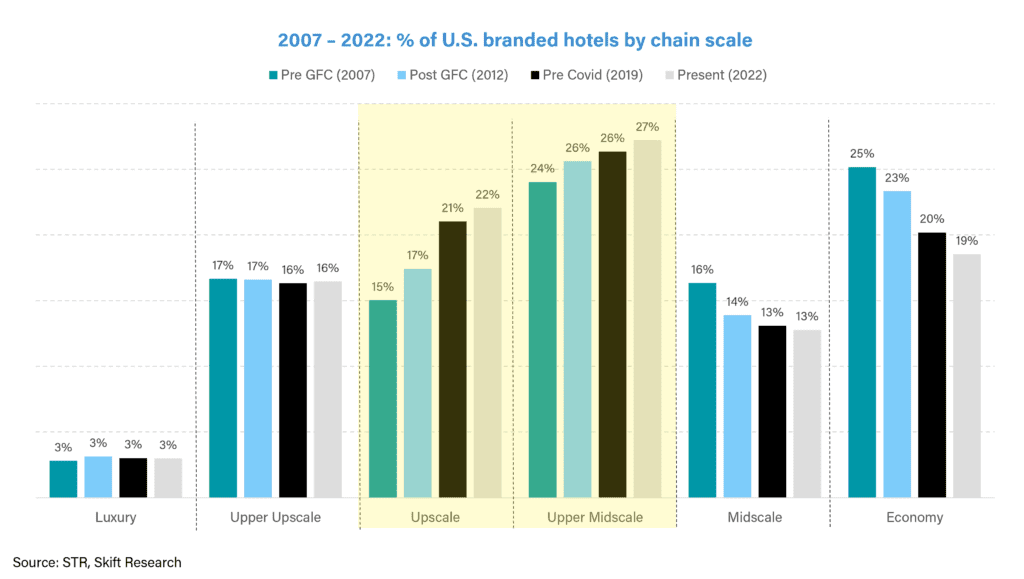 2007 – 2022: % of U.S. branded hotels by chain scale
Pre GFC (2007) Post GFC (2012) Pre Covid (2019) Present (2022)
3% 3% 3% 3%
17% 17% 16% 16%
15% 17% 21% 22%
24% 26% 26% 27%
16% 14% 13% 13%
25% 23% 20% 19%
Luxury Upper Upscale Upscale Upper Midscale Midscale Economy
Source: STR, Skift Research